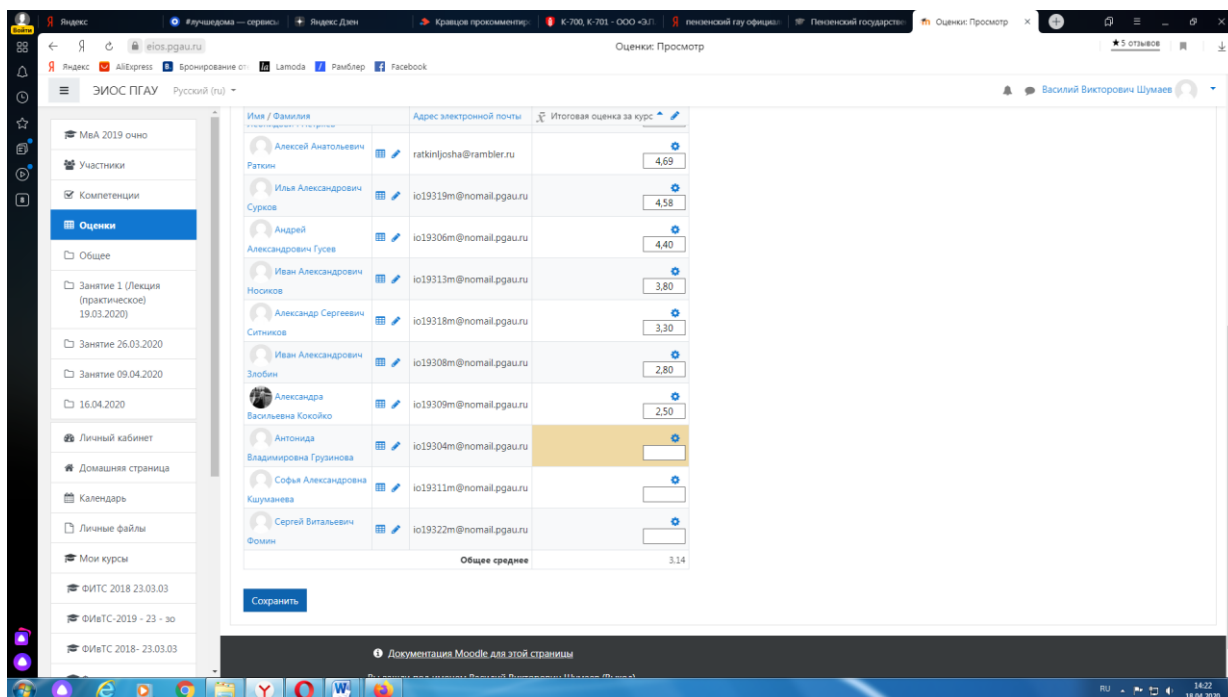 Войти
Яндекс
#лучшедома — сервисы
Яндекс Дзен
Кравцов прокомментиро
К-700, К-701 - ООО «З.П.
пензенский гау официал
Пензенский государстве
Оценки: Просмотр
Я
eios.pgau.ru
Оценки: Просмотр
★5 отзывов
Яндекс
AliExpress
Бронирование от
Lamoda
Рамблер
Facebook
ЭИОС ПГАУ
Русский (ru)
Василий Викторович Шумаев
МвА 2019 очно
Участники
Компетенции
Оценки
Общее
Занятие 1 (Лекция
(практическое)
19.03.2020)
Занятие 26.03.2020
Занятие 09.04.2020
16.04.2020
Личный кабинет
Домашняя страница
Календарь
Личные файлы
Мои курсы
ФИТС 2018 23.03.03
ФИвТС-2019 - 23 - зо
ФИвТС 2018- 23.03.03
Имя / Фамилия
Адрес электронной почты
x̄ Итоговая оценка за курс
Алексей Анатольевич
Раткин
ratkinljosha@rambler.ru
4,69
Илья Александрович
Сурков
io19319m@nomail.pgau.ru
4,58
Андрей
Александрович Гусев
io19306m@nomail.pgau.ru
4,40
Иван Александрович
Носиков
io19313m@nomail.pgau.ru
3,80
Александр Сергеевич
Ситников
io19318m@nomail.pgau.ru
3,30
Иван Александрович
Злобин
io19308m@nomail.pgau.ru
2,80
Александра
Васильевна Кокойко
io19309m@nomail.pgau.ru
2,50
Антонида
Владимировна Грузинова
io19304m@nomail.pgau.ru
Софья Александровна
Кшуманева
io19311m@nomail.pgau.ru
Сергей Витальевич
Фомин
io19322m@nomail.pgau.ru
Общее среднее
3,14
Сохранить
Документация Moodle для этой страницы
RU
14:22
18.04.2020